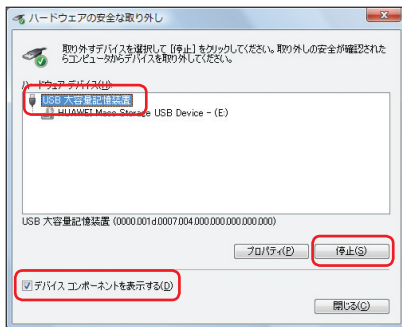 ハードウェアの安全な取り外し
取り外すデバイスを選択して [停止] をクリックしてください。取り外しの安全が確認された
らコンピュータからデバイスを取り外してください。
ハードウェア デバイス(H):
USB 大容量記憶装置
HUAWEI Mass Storage USB Device - (E:)
USB 大容量記憶装置 (0000.001d.0007.004.000.000.000.000.000)
プロパティ(P)
停止(S)
デバイス コンポーネントを表示する(D)
閉じる(C)